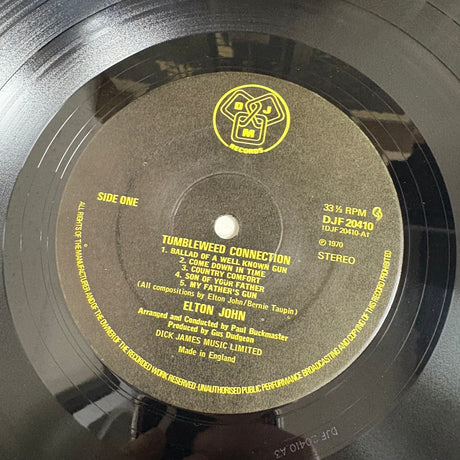 D J M
RECORDS
SIDE ONE
33⅓ RPM
DJF 20410
(DJF 20410-A1
℗ 1970
STEREO
TUMBLEWEED CONNECTION
1. BALLAD OF A WELL KNOWN GUN
2. COME DOWN IN TIME
3. COUNTRY COMFORT
4. SON OF YOUR FATHER
5. MY FATHER'S GUN
(All compositions by Elton John/Bernie Taupin)
ELTON JOHN
Arranged and Conducted by Paul Buckmaster
Produced by Gus Dudgeon
DICK JAMES MUSIC LIMITED
Made in England
ALL RIGHTS OF THE MANUFACTURER AND OF THE OWNER OF THE RECORDED WORK RESERVED · UNAUTHORISED PUBLIC PERFORMANCE BROADCASTING AND COPYING OF THIS RECORD PROHIBITED
DJF 20410 A3